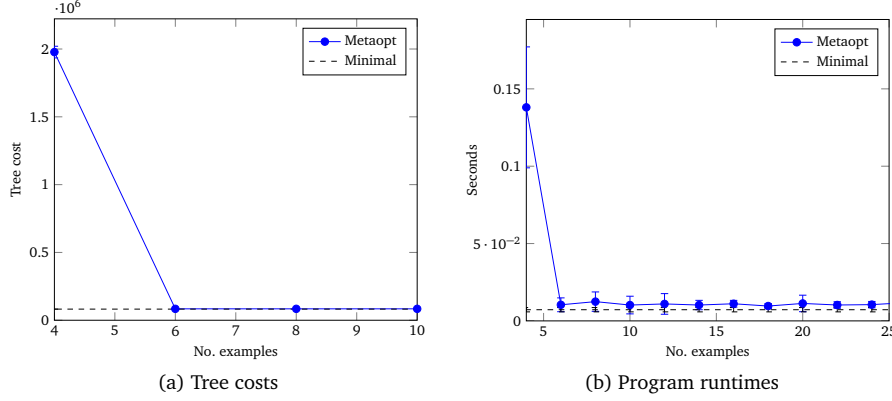 ·10⁶
2
1.5
1
0.5
0
Tree cost
4
5
6
7
8
9
10
No. examples
Metaopt
Minimal
(a) Tree costs
0.15
0.1
5 · 10⁻²
0
Seconds
5
10
15
20
25
No. examples
Metaopt
Minimal
(b) Program runtimes